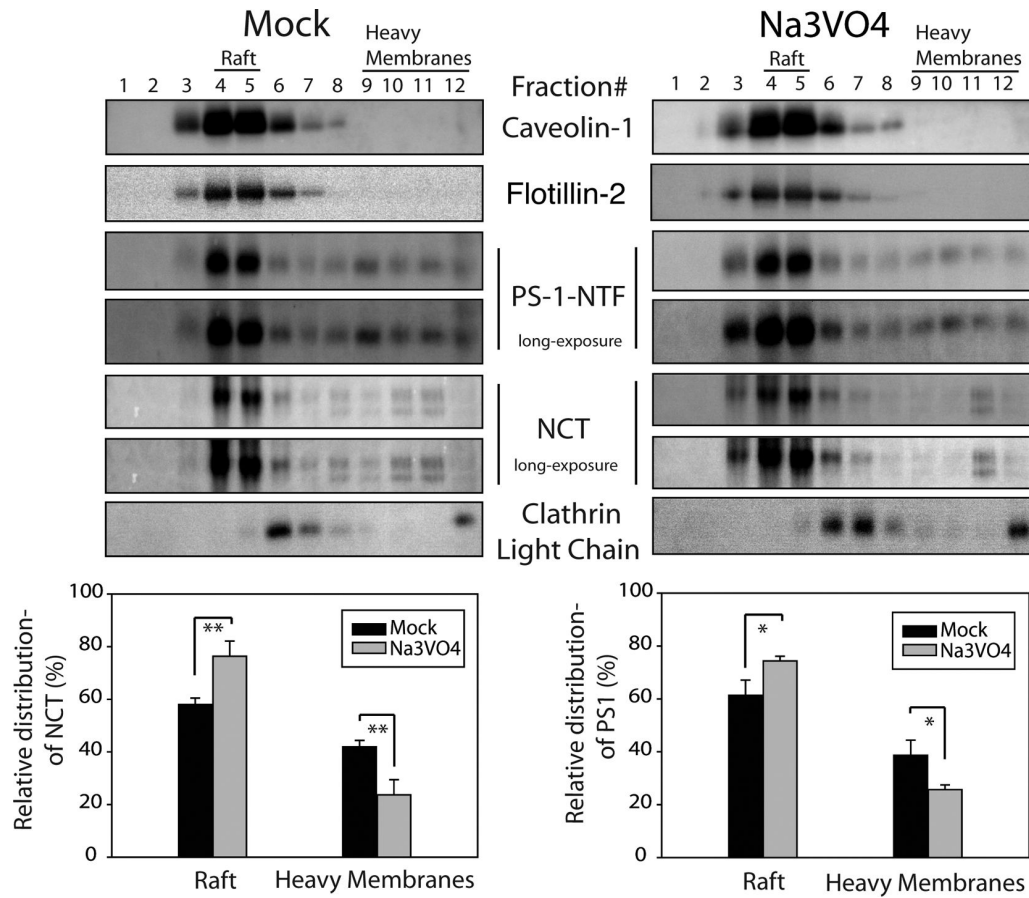 Mock
Na3VO4
Heavy
Membranes
Raft
1 2 3 4 5 6 7 8 9 10 11 12
Fraction#
Heavy
Membranes
Raft
1 2 3 4 5 6 7 8 9 10 11 12
Caveolin-1
Flotillin-2
PS-1-NTF
long-exposure
NCT
long-exposure
Clathrin
Light Chain
Relative distribution-
of NCT (%)
100
80
60
40
20
0
**
**
Mock
Na3VO4
Raft
Heavy Membranes
Relative distribution-
of PS1 (%)
100
80
60
40
20
0
*
*
Mock
Na3VO4
Raft
Heavy Membranes